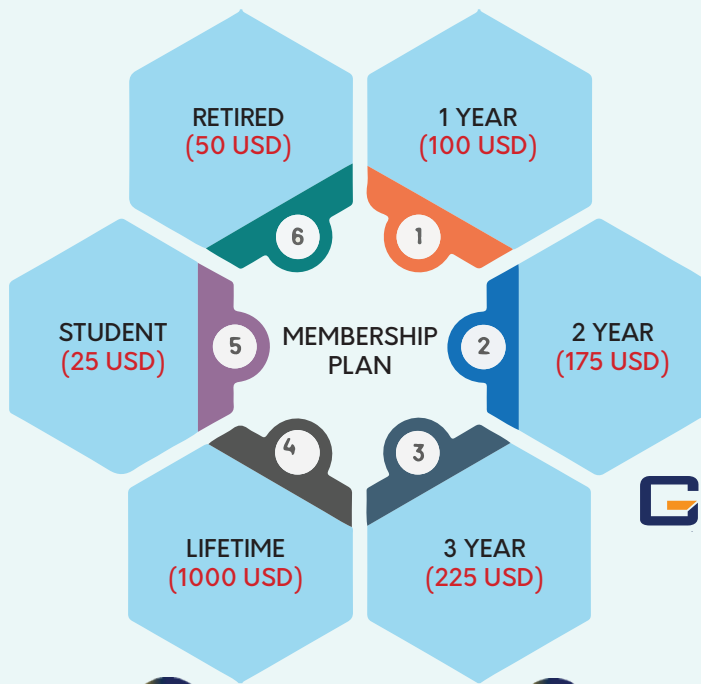 RETIRED
(50 USD)
1 YEAR
(100 USD)
6
1
STUDENT
(25 USD)
5
MEMBERSHIP
PLAN
2
2 YEAR
(175 USD)
4
3
LIFETIME
(1000 USD)
3 YEAR
(225 USD)